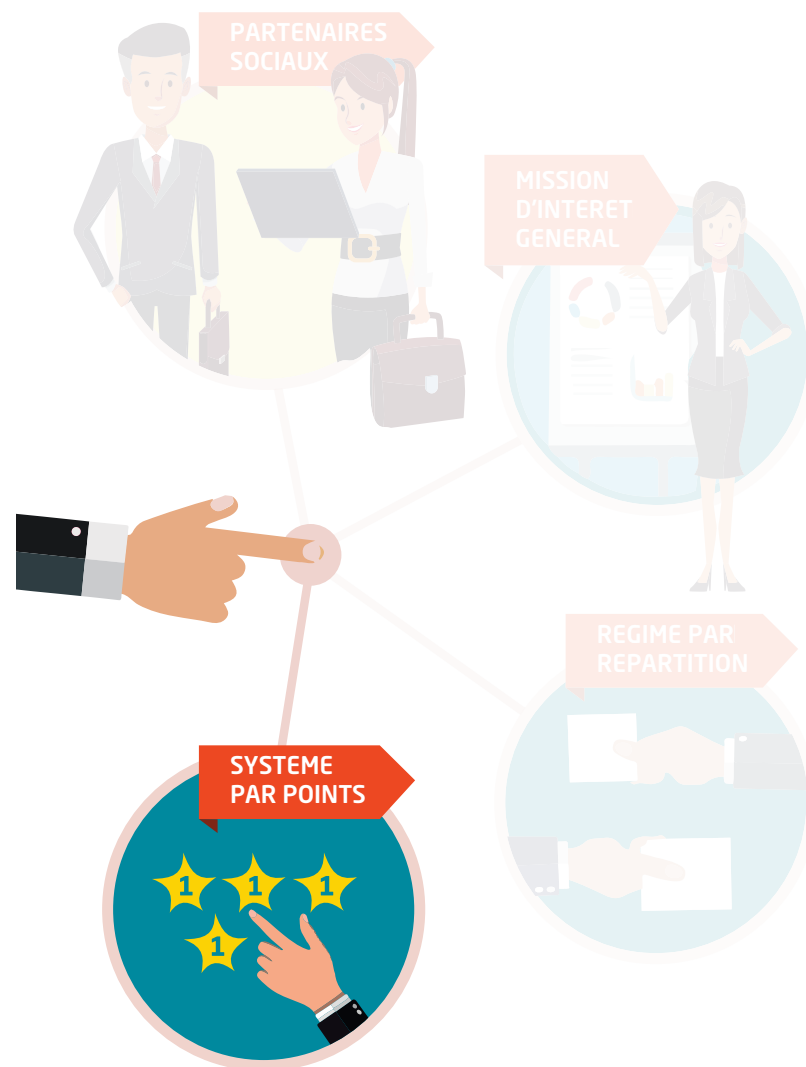 PARTENAIRES
SOCIAUX
MISSION
D'INTERET
GENERAL
REGIME PAR
REPARTITION
SYSTEME
PAR POINTS
1 1 1
1